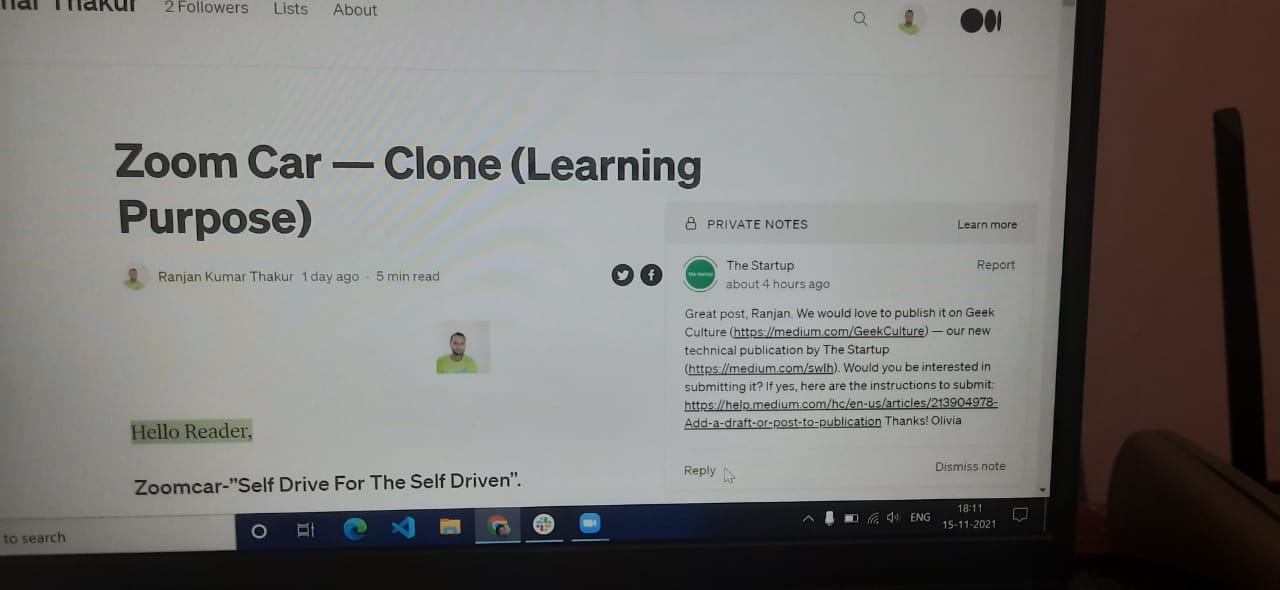 Thakur 2 Followers Lists About
Zoom Car — Clone (Learning
Purpose)
Ranjan Kumar Thakur 1 day ago · 5 min read
Hello Reader,
Zoomcar-”Self Drive For The Self Driven”.
PRIVATE NOTES Learn more
The Startup Report
about 4 hours ago
Great post, Ranjan. We would love to publish it on Geek
Culture (https://medium.com/GeekCulture) — our new
technical publication by The Startup
(https://medium.com/swlh). Would you be interested in
submitting it? If yes, here are the instructions to submit:
https://help.medium.com/hc/en-us/articles/213904978-
Add-a-draft-or-post-to-publication Thanks! Olivia
Reply Dismiss note
to search
ENG
18:11
15-11-2021